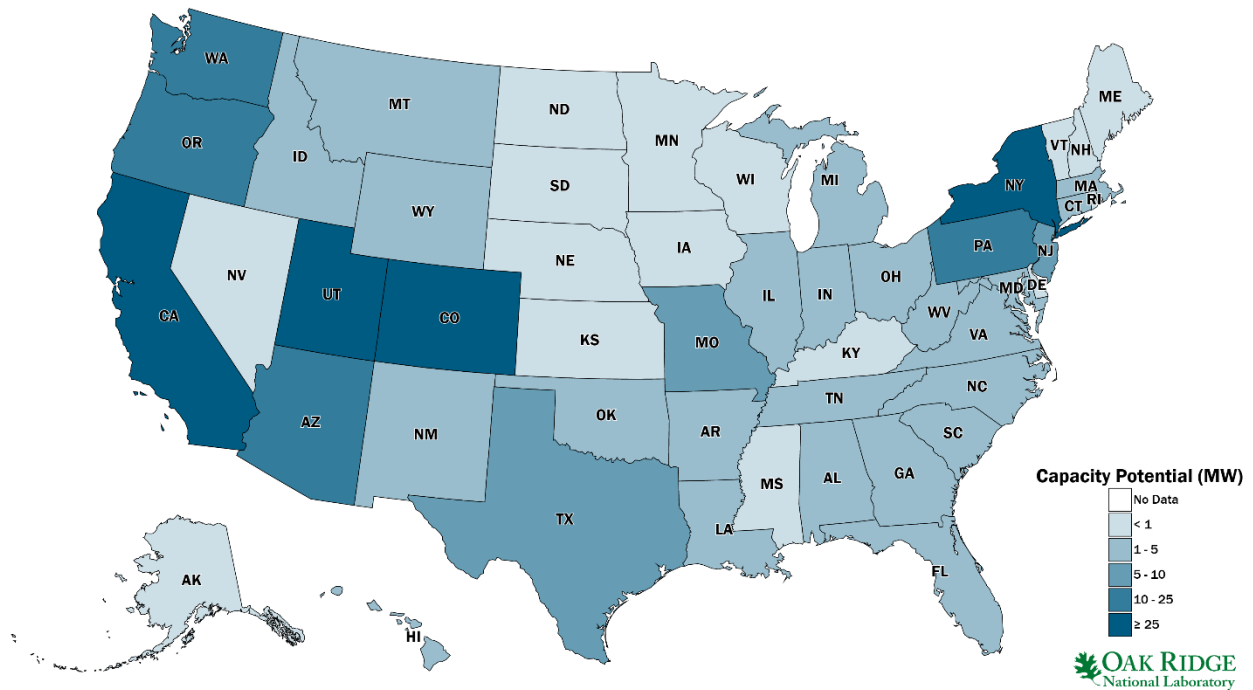 WA
MT
ND
MN
ME
OR
ID
SD
WI
MI
VT
NH
NY
MA
CT
RI
WY
IA
PA
NJ
NV
NE
UT
CO
IL
IN
OH
MD
DE
CA
KS
MO
WV
VA
KY
AZ
NM
OK
AR
TN
NC
SC
MS
AL
GA
TX
LA
FL
AK
HI
Capacity Potential (MW)
No Data
< 1
1 - 5
5 - 10
10 - 25
≥ 25
OAK RIDGE
National Laboratory